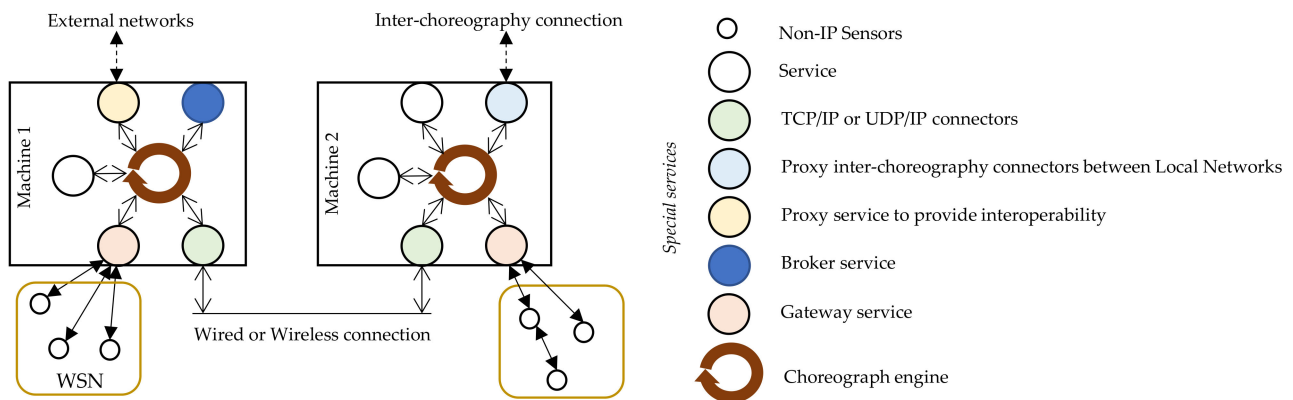 External networks
Inter-choreography connection
Machine 1
Machine 2
WSN
Wired or Wireless connection
Special services
Non-IP Sensors
Service
TCP/IP or UDP/IP connectors
Proxy inter-choreography connectors between Local Networks
Proxy service to provide interoperability
Broker service
Gateway service
Choreograph engine